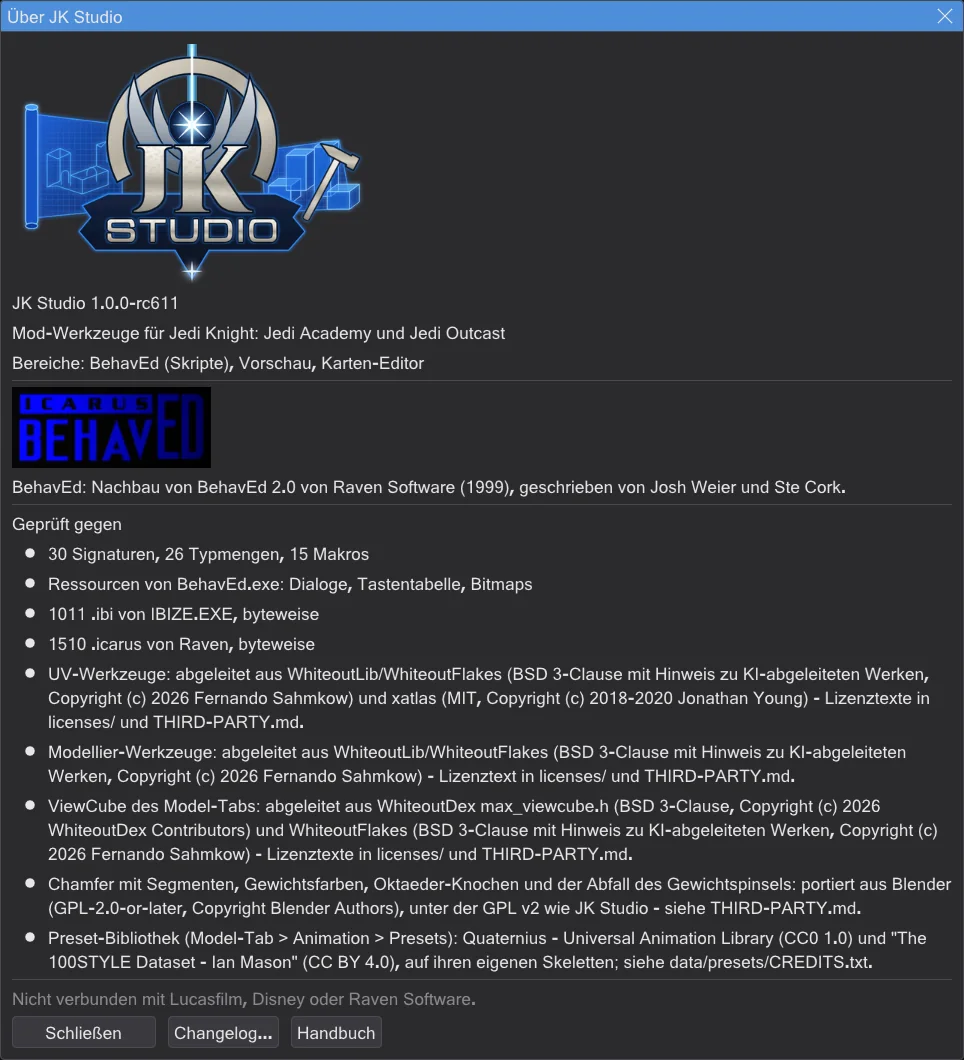 Über JK Studio
JK
STUDIO
JK Studio 1.0.0-rc611
Mod-Werkzeuge für Jedi Knight: Jedi Academy und Jedi Outcast
Bereiche: BehavEd (Skripte), Vorschau, Karten-Editor
ICARUS
BEHAVED
BehavEd: Nachbau von BehavEd 2.0 von Raven Software (1999), geschrieben von Josh Weier und Ste Cork.
Geprüft gegen
30 Signaturen, 26 Typmengen, 15 Makros
Ressourcen von BehavEd.exe: Dialoge, Tastentabelle, Bitmaps
1011 .ibi von IBIZE.EXE, byteweise
1510 .icarus von Raven, byteweise
UV-Werkzeuge: abgeleitet aus WhiteoutLib/WhiteoutFlakes (BSD 3-Clause mit Hinweis zu KI-abgeleiteten Werken,
Copyright (c) 2026 Fernando Sahmkow) und xatlas (MIT, Copyright (c) 2018-2020 Jonathan Young) - Lizenztexte in
licenses/ und THIRD-PARTY.md.
Modellier-Werkzeuge: abgeleitet aus WhiteoutLib/WhiteoutFlakes (BSD 3-Clause mit Hinweis zu KI-abgeleiteten
Werken, Copyright (c) 2026 Fernando Sahmkow) - Lizenztext in licenses/ und THIRD-PARTY.md.
ViewCube des Model-Tabs: abgeleitet aus WhiteoutDex max_viewcube.h (BSD 3-Clause, Copyright (c) 2026
WhiteoutDex Contributors) und WhiteoutFlakes (BSD 3-Clause mit Hinweis zu KI-abgeleiteten Werken, Copyright (c)
2026 Fernando Sahmkow) - Lizenztexte in licenses/ und THIRD-PARTY.md.
Chamfer mit Segmenten, Gewichtsfarben, Oktaeder-Knochen und der Abfall des Gewichtspinsels: portiert aus Blender
(GPL-2.0-or-later, Copyright Blender Authors), unter der GPL v2 wie JK Studio - siehe THIRD-PARTY.md.
Preset-Bibliothek (Model-Tab > Animation > Presets): Quaternius - Universal Animation Library (CC0 1.0) und "The
100STYLE Dataset - Ian Mason" (CC BY 4.0), auf ihren eigenen Skeletten; siehe data/presets/CREDITS.txt.
Nicht verbunden mit Lucasfilm, Disney oder Raven Software.
Schließen
Changelog...
Handbuch